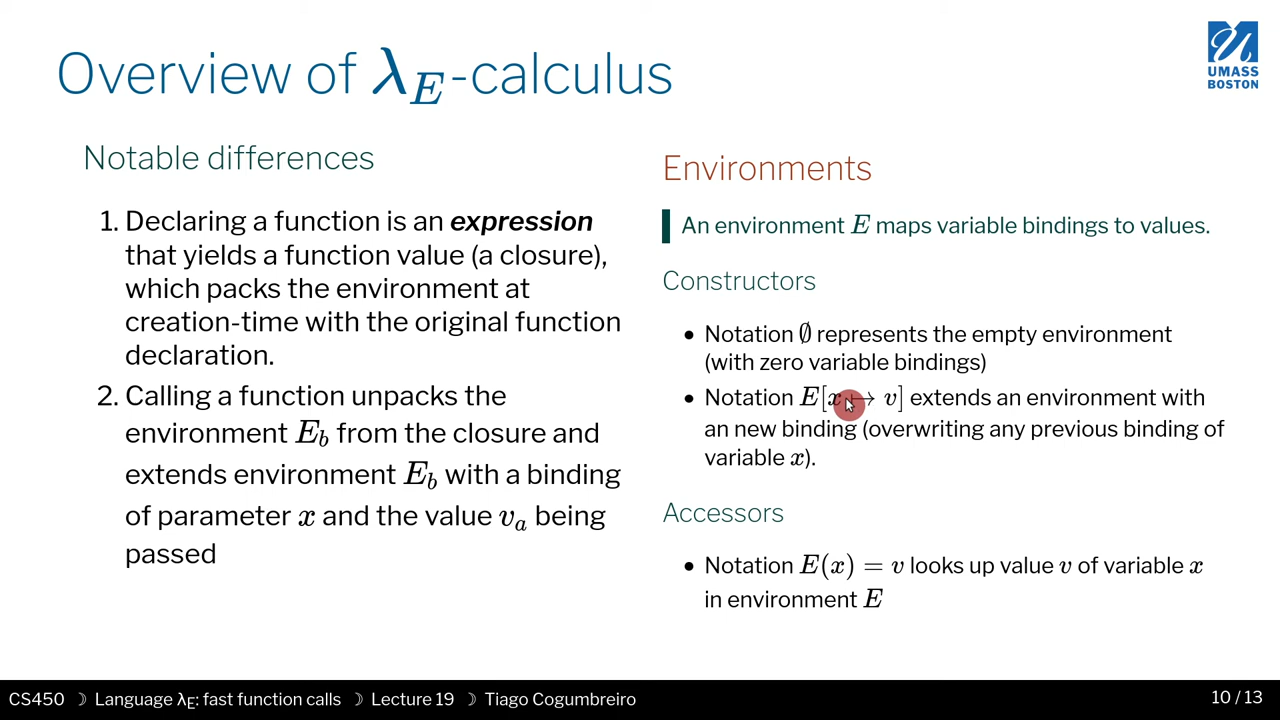 Overview of λ_E-calculus
UMASS
BOSTON
Notable differences
1. Declaring a function is an expression
that yields a function value (a closure),
which packs the environment at
creation-time with the original function
declaration.
2. Calling a function unpacks the
environment E_b from the closure and
extends environment E_b with a binding
of parameter x and the value v_a being
passed
Environments
An environment E maps variable bindings to values.
Constructors
• Notation ∅ represents the empty environment
(with zero variable bindings)
• Notation E[x ↦ v] extends an environment with
an new binding (overwriting any previous binding of
variable x).
Accessors
• Notation E(x) = v looks up value v of variable x
in environment E
CS450 ☽ Language λ_E: fast function calls ☽ Lecture 19 ☽ Tiago Cogumbreiro
10 / 13